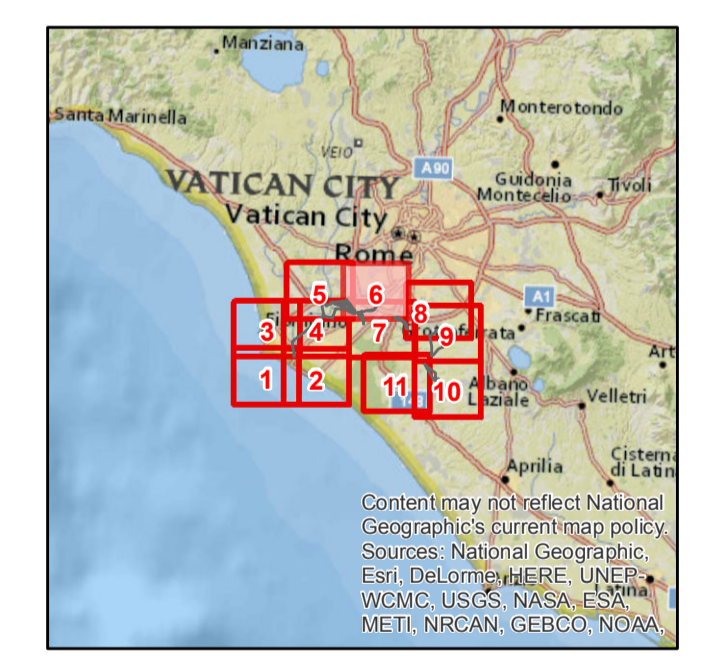 Manziana
Santa Marinella
Monterotondo
VEIO
A90
VATICAN CITY
Guidonia
Montecelio
Tivoli
Vatican City
Rome
5
6
A1
8
Frascati
3
4
7
9
Art
1
2
11
10
Albano
Laziale
Velletri
Cisterna
di Latin
Aprilia
Content may not reflect National
Geographic's current map policy.
Sources: National Geographic,
Esri, DeLorme, HERE, UNEP-
WCMC, USGS, NASA, ESA,
METI, NRCAN, GEBCO, NOAA,